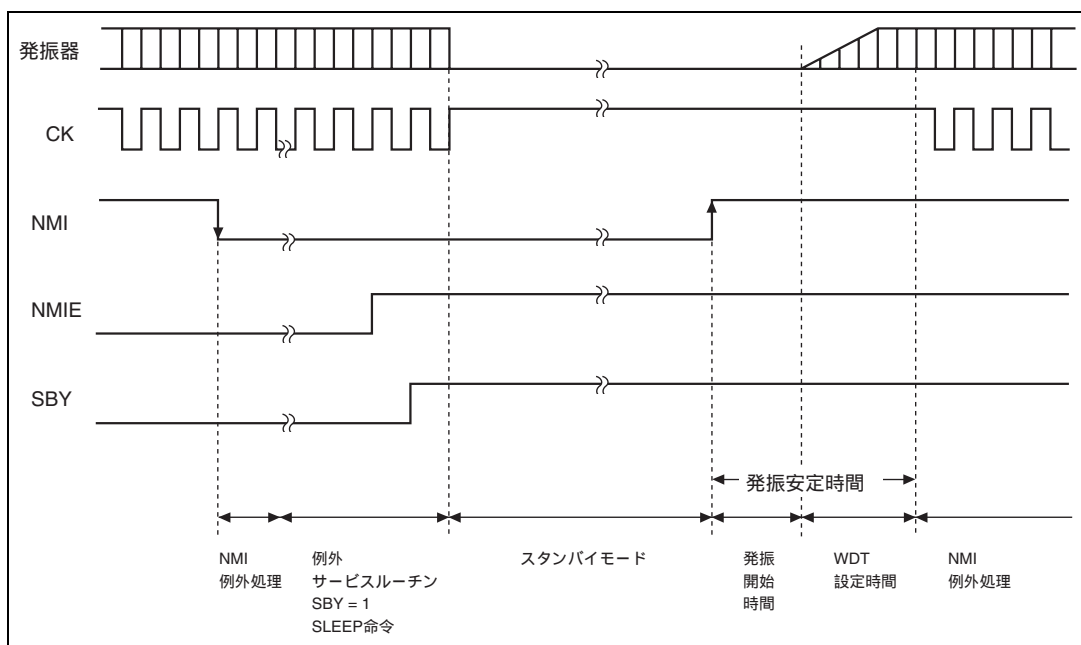 発振器
CK
NMI
NMIE
SBY
発振安定時間
NMI
例外処理
例外
サービスルーチン
SBY = 1
SLEEP命令
スタンバイモード
発振
開始
時間
WDT
設定時間
NMI
例外処理